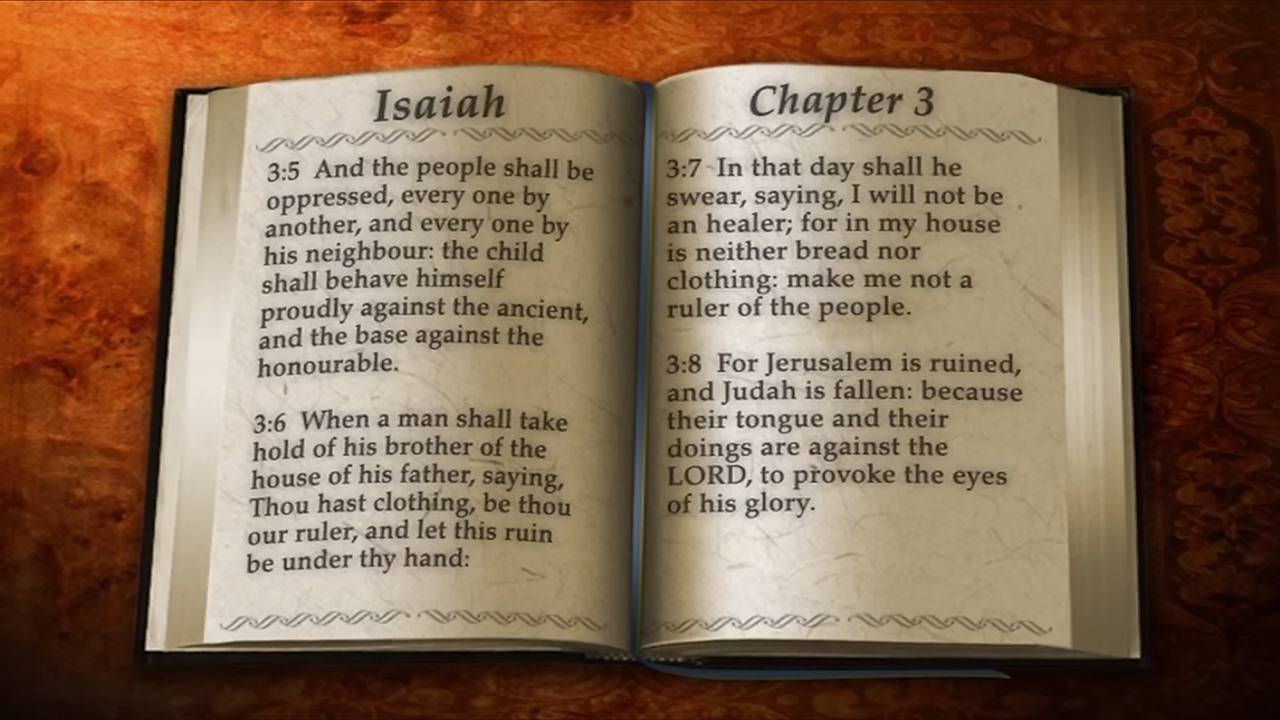 Isaiah
3:5 And the people shall be
oppressed, every one by
another, and every one by
his neighbour: the child
shall behave himself
proudly against the ancient,
and the base against the
honourable.
3:6 When a man shall take
hold of his brother of the
house of his father, saying,
Thou hast clothing, be thou
our ruler, and let this ruin
be under thy hand:
Chapter 3
3:7 In that day shall he
swear, saying, I will not be
an healer; for in my house
is neither bread nor
clothing: make me not a
ruler of the people.
3:8 For Jerusalem is ruined,
and Judah is fallen: because
their tongue and their
doings are against the
LORD, to provoke the eyes
of his glory.